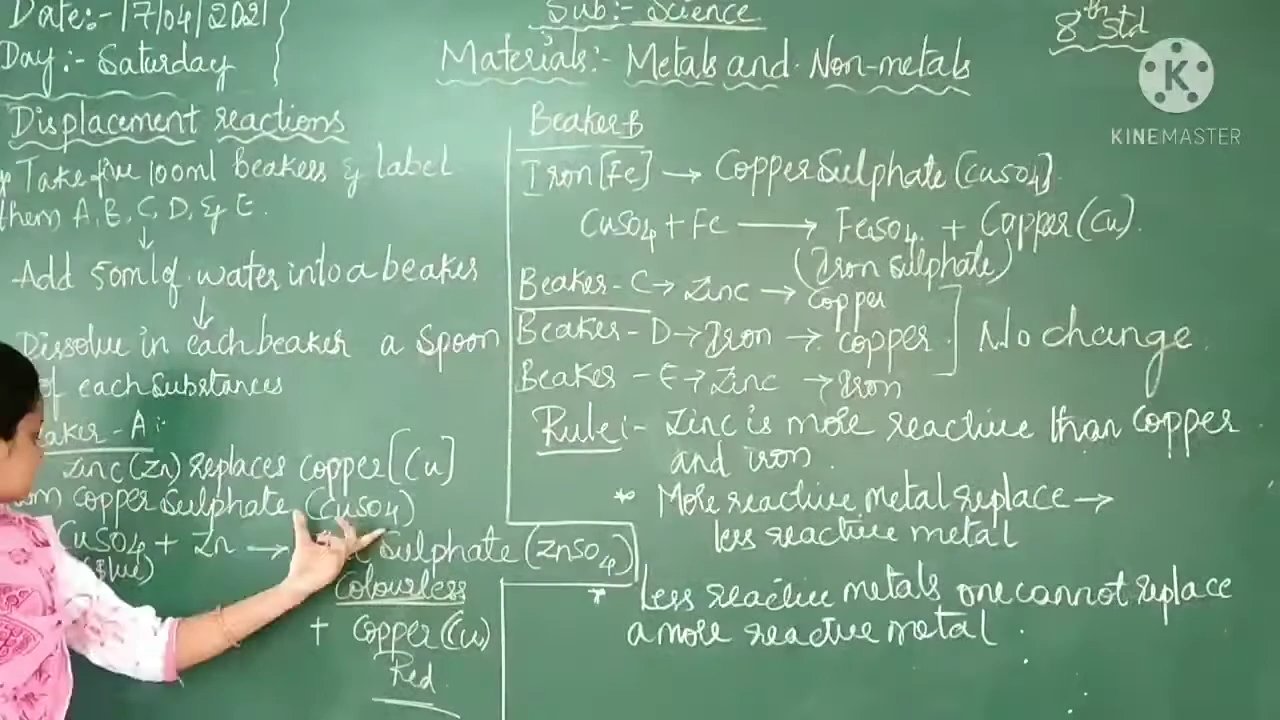 Date:- 17/04/2021
Day:- Saturday
Sub:- Science
8th std
Materials:- Metals and Non-metals
KINEMASTER
Displacement reactions
* Take five 100ml beakers & label
them A, B, C, D, & E.
↓
Add 50ml of water into a beaker
↓
Dissolve in each beaker a spoon
of each substances
Beaker - A:
Zinc (Zn) replaces copper [Cu]
copper sulphate (CuSO4)
CuSO4 + Zn → sulphate (ZnSO4)
(Blue)
Colourless
+ Copper (Cu)
Red
Beaker B
Iron [Fe] → Copper Sulphate [CuSO4]
CuSO4 + Fe → FeSO4 + Copper (Cu).
(Iron Sulphate)
Beaker - C → Zinc → Copper
Beaker - D → Iron → copper
Beaker - E → Zinc → Iron
] No change.
Rule:- Zinc is more reactive than copper
and iron.
* More reactive metal replace →
less reactive metal
* Less reactive metals one cannot replace
a more reactive metal.